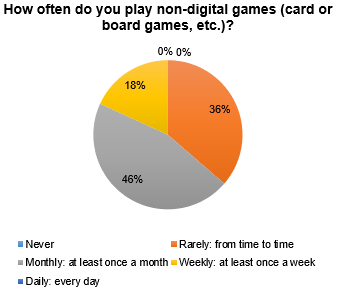 How often do you play non-digital games (card or
board games, etc.)?
0% 0%
18%
36%
46%
Never
Rarely: from time to time
Monthly: at least once a month
Weekly: at least once a week
Daily: every day